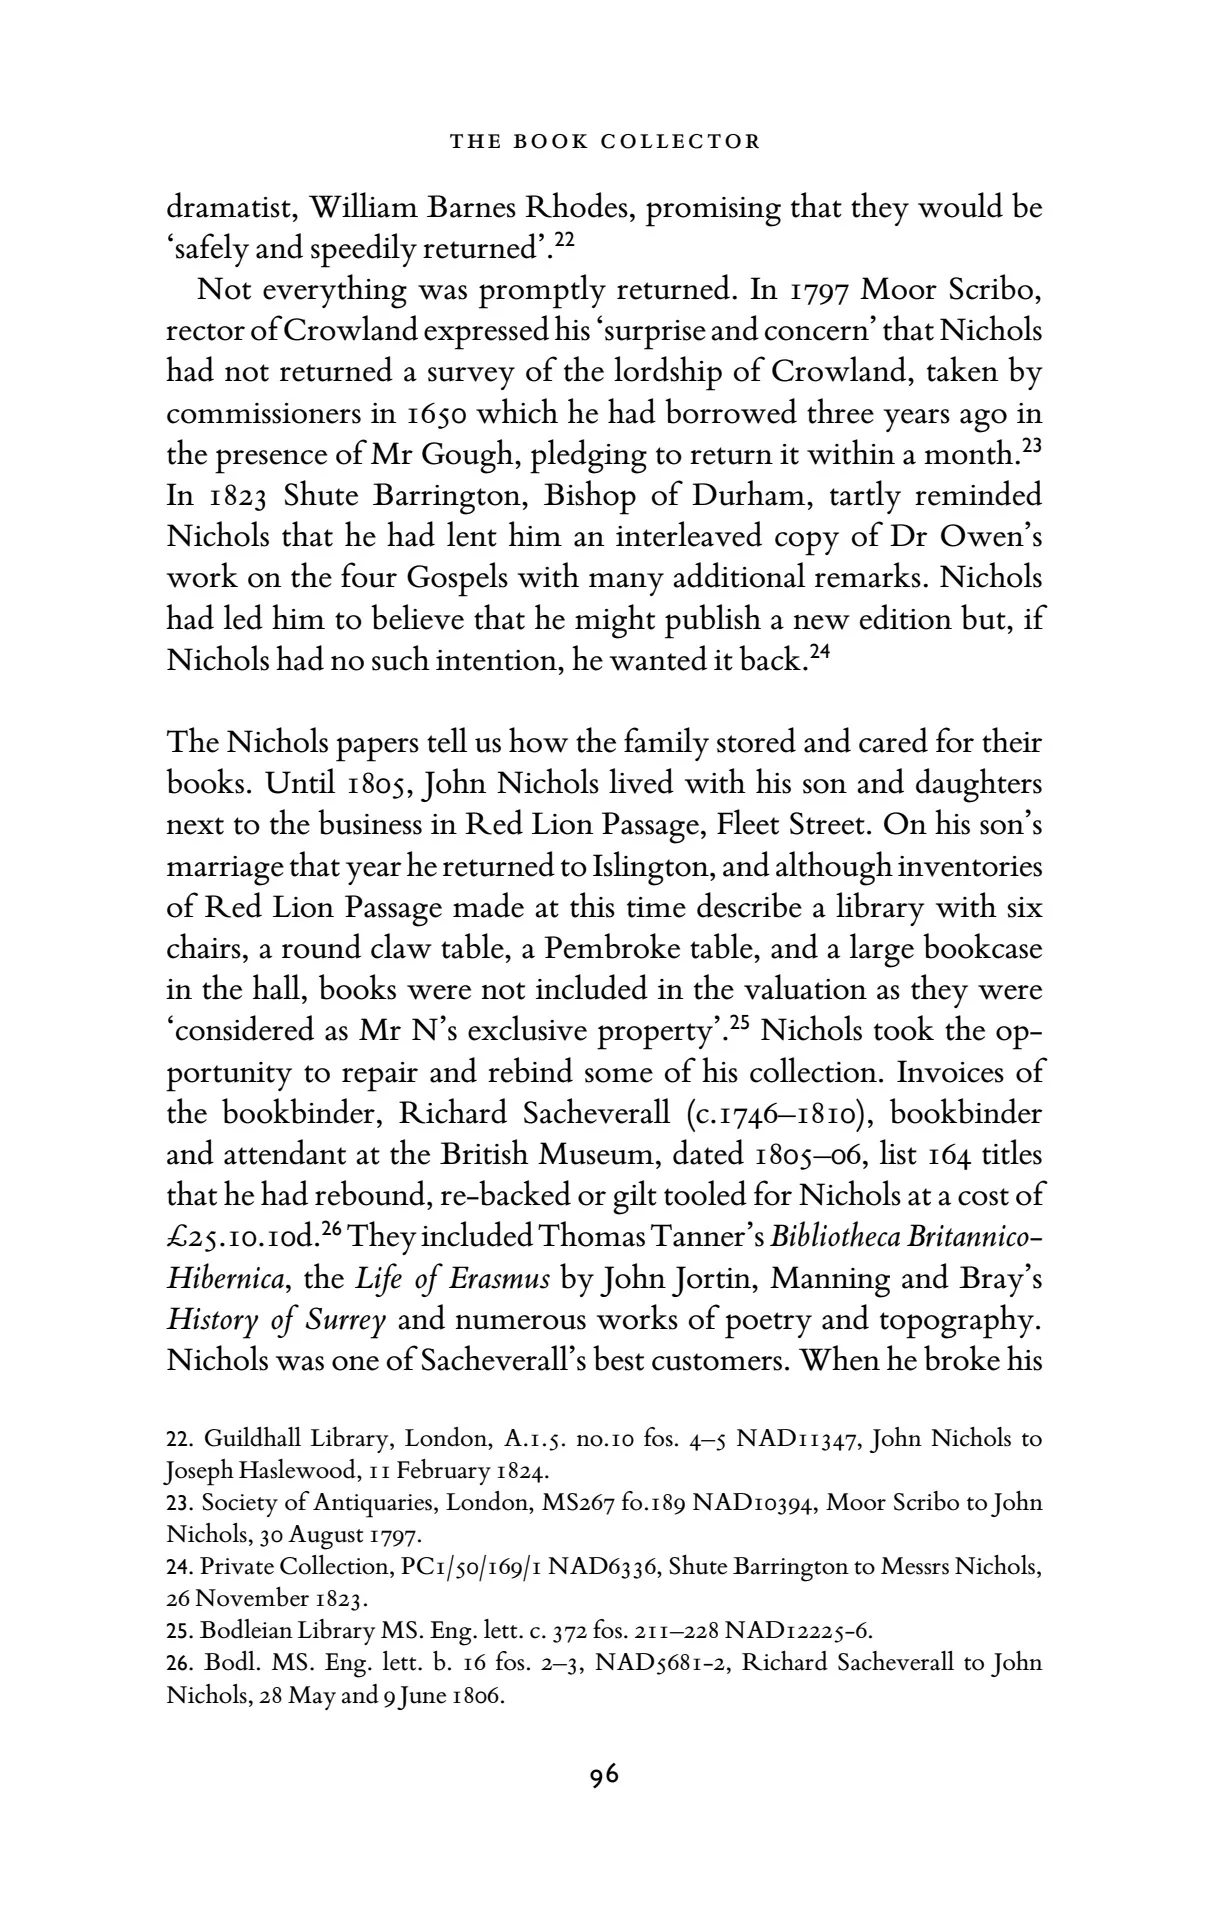 THE BOOK COLLECTOR
dramatist, William Barnes Rhodes, promising that they would be
‘safely and speedily returned’.22
Not everything was promptly returned. In 1797 Moor Scribo,
rector of Crowland expressed his ‘surprise and concern’ that Nichols
had not returned a survey of the lordship of Crowland, taken by
commissioners in 1650 which he had borrowed three years ago in
the presence of Mr Gough, pledging to return it within a month.23
In 1823 Shute Barrington, Bishop of Durham, tartly reminded
Nichols that he had lent him an interleaved copy of Dr Owen’s
work on the four Gospels with many additional remarks. Nichols
had led him to believe that he might publish a new edition but, if
Nichols had no such intention, he wanted it back.24
The Nichols papers tell us how the family stored and cared for their
books. Until 1805, John Nichols lived with his son and daughters
next to the business in Red Lion Passage, Fleet Street. On his son’s
marriage that year he returned to Islington, and although inventories
of Red Lion Passage made at this time describe a library with six
chairs, a round claw table, a Pembroke table, and a large bookcase
in the hall, books were not included in the valuation as they were
‘considered as Mr N’s exclusive property’.25 Nichols took the op-
portunity to repair and rebind some of his collection. Invoices of
the bookbinder, Richard Sacheverall (c.1746–1810), bookbinder
and attendant at the British Museum, dated 1805–06, list 164 titles
that he had rebound, re-backed or gilt tooled for Nichols at a cost of
£25.10.10d.26 They included Thomas Tanner’s Bibliotheca Britannico-
Hibernica, the Life of Erasmus by John Jortin, Manning and Bray’s
History of Surrey and numerous works of poetry and topography.
Nichols was one of Sacheverall’s best customers. When he broke his
22. Guildhall Library, London, A.1.5. no.10 fos. 4–5 NAD11347, John Nichols to
Joseph Haslewood, 11 February 1824.
23. Society of Antiquaries, London, MS267 fo.189 NAD10394, Moor Scribo to John
Nichols, 30 August 1797.
24. Private Collection, PC1/50/169/1 NAD6336, Shute Barrington to Messrs Nichols,
26 November 1823.
25. Bodleian Library MS. Eng. lett. c. 372 fos. 211–228 NAD12225-6.
26. Bodl. MS. Eng. lett. b. 16 fos. 2–3, NAD5681-2, Richard Sacheverall to John
Nichols, 28 May and 9 June 1806.
96